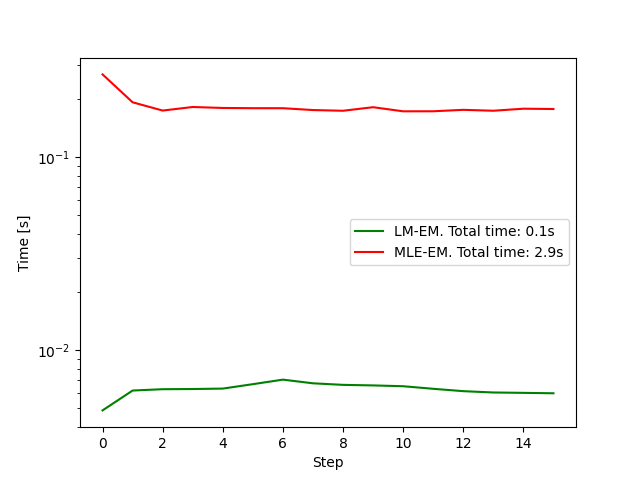 10⁻¹
10⁻²
Time [s]
LM-EM. Total time: 0.1s
MLE-EM. Total time: 2.9s
0 2 4 6 8 10 12 14
Step